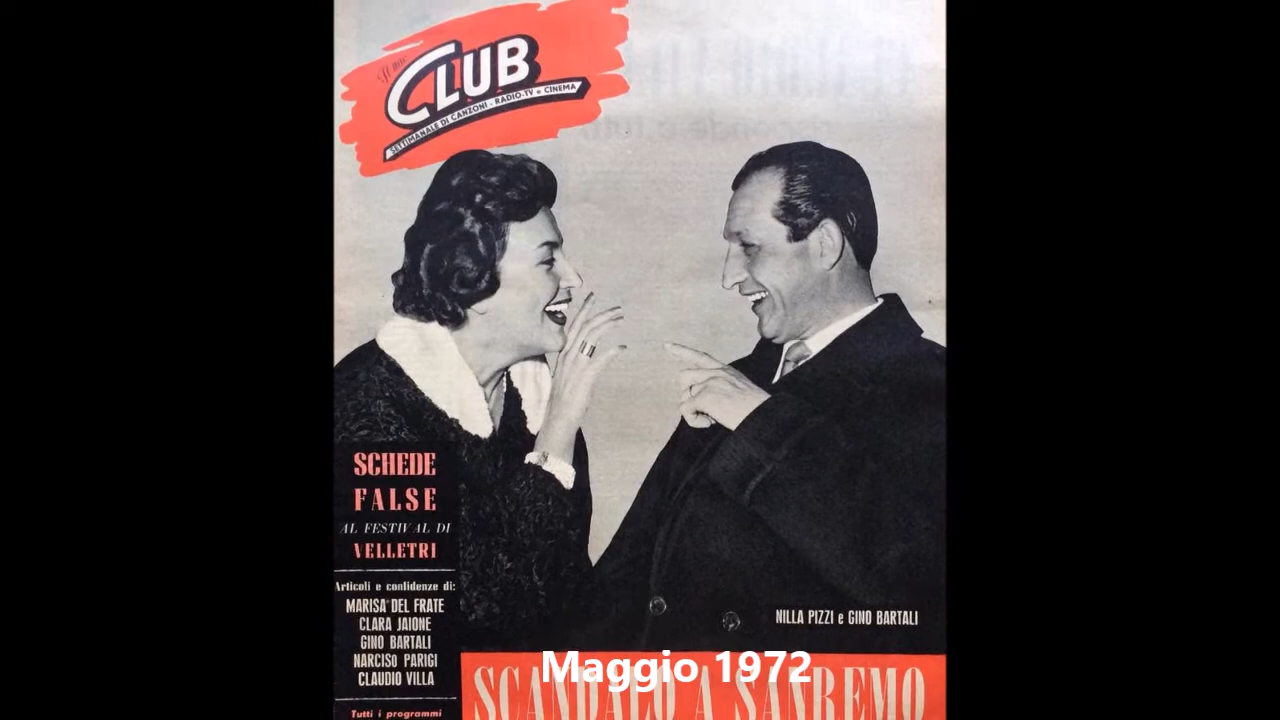 Il mio
CLUB
SETTIMANALE DI CANZONI - RADIO-TV e CINEMA
SCHEDE
FALSE
AL FESTIVAL DI
VELLETRI
Articoli e confidenze di:
MARISA DEL FRATE
CLARA JAIONE
GINO BARTALI
NARCISO PARIGI
CLAUDIO VILLA
Tutti i programmi
NILLA PIZZI e GINO BARTALI
Maggio 1972
SCANDALO A SANREMO